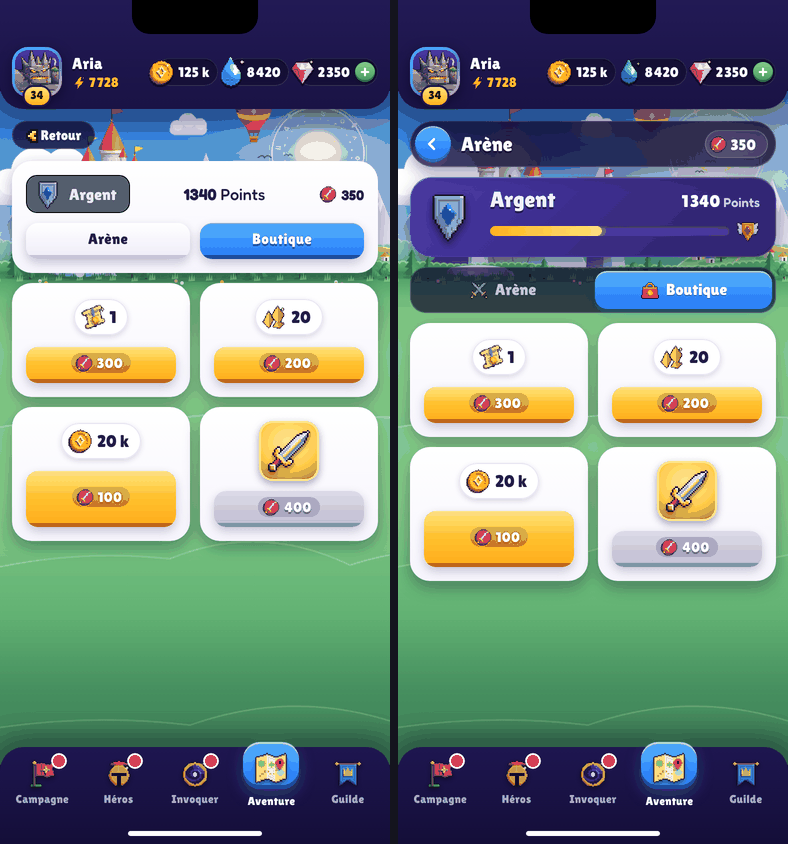 Aria
7728
34
125 k
8420
2350
Retour
Argent
1340 Points
350
Arène
Boutique
1
300
20
200
20 k
100
400
Campagne
Héros
Invoquer
Aventure
Guilde
Aria
7728
34
125 k
8420
2350
Arène
350
Argent
1340 Points
Arène
Boutique
1
300
20
200
20 k
100
400
Campagne
Héros
Invoquer
Aventure
Guilde